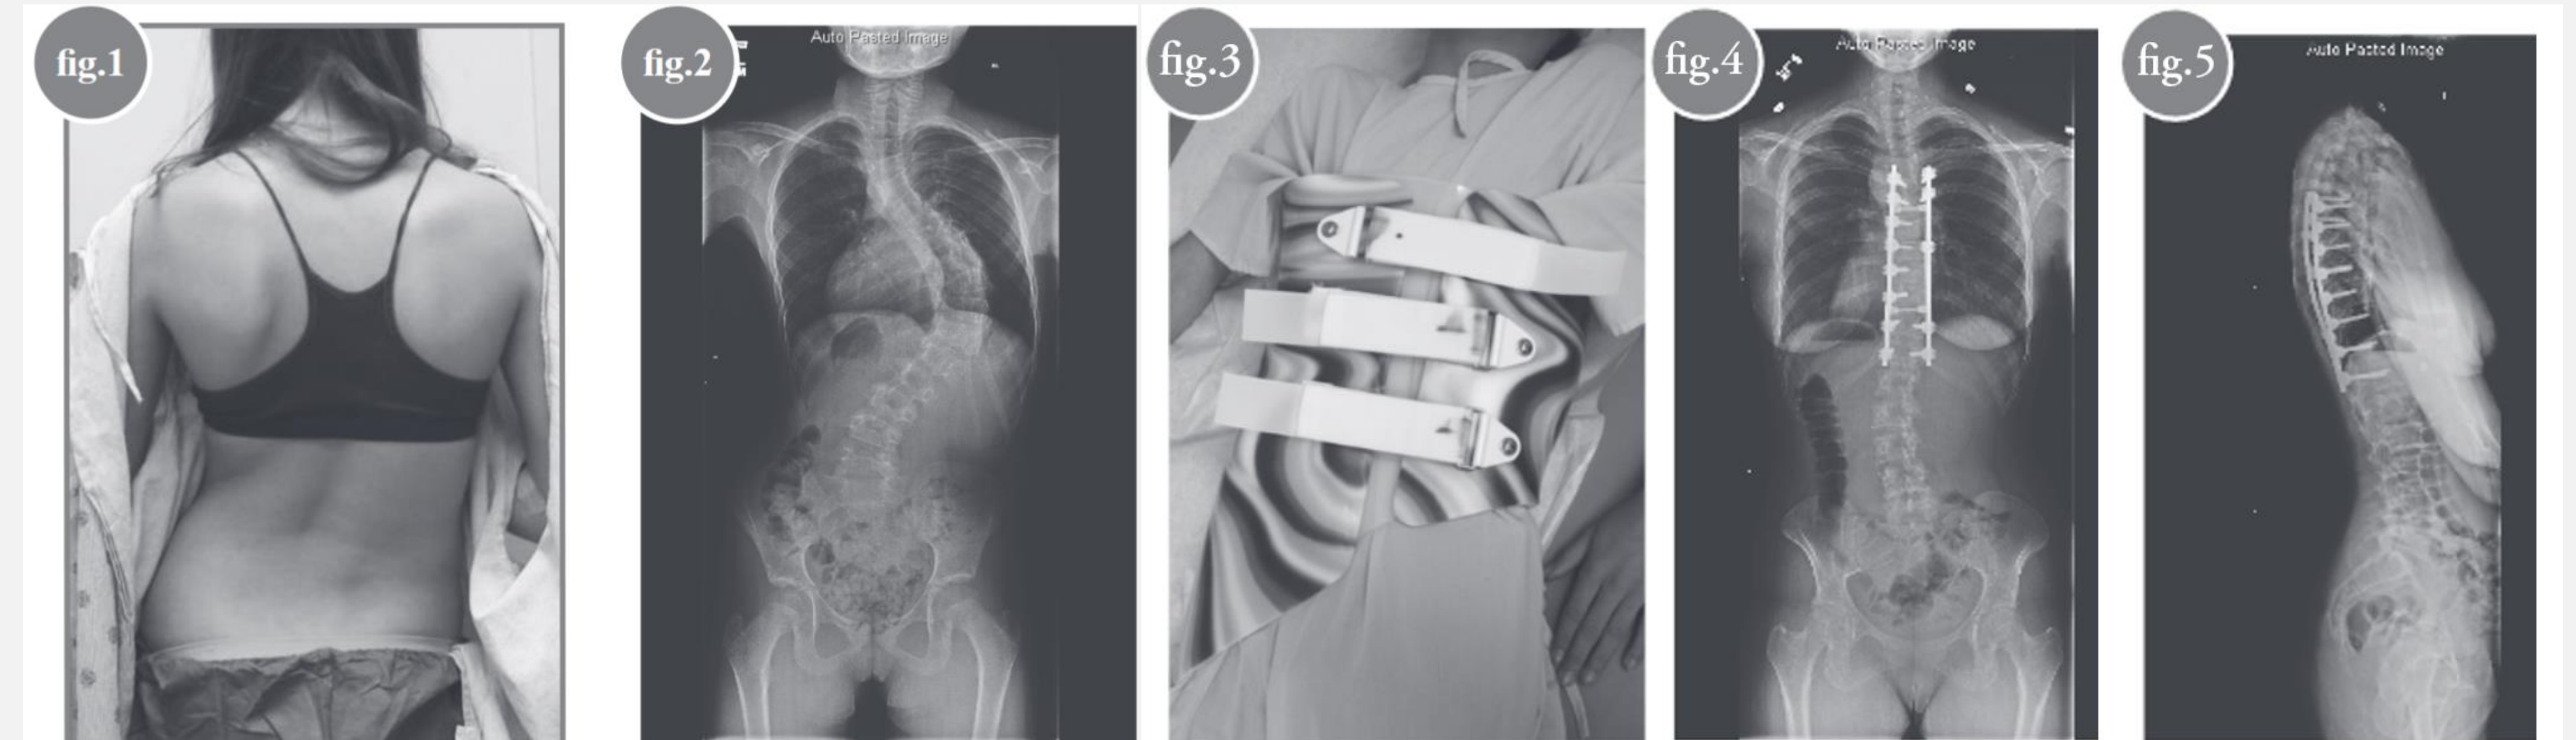 fig.1
fig.2
Auto Pasted Image
fig.3
fig.4
Auto Pasted Image
fig.5
Auto Pasted Image